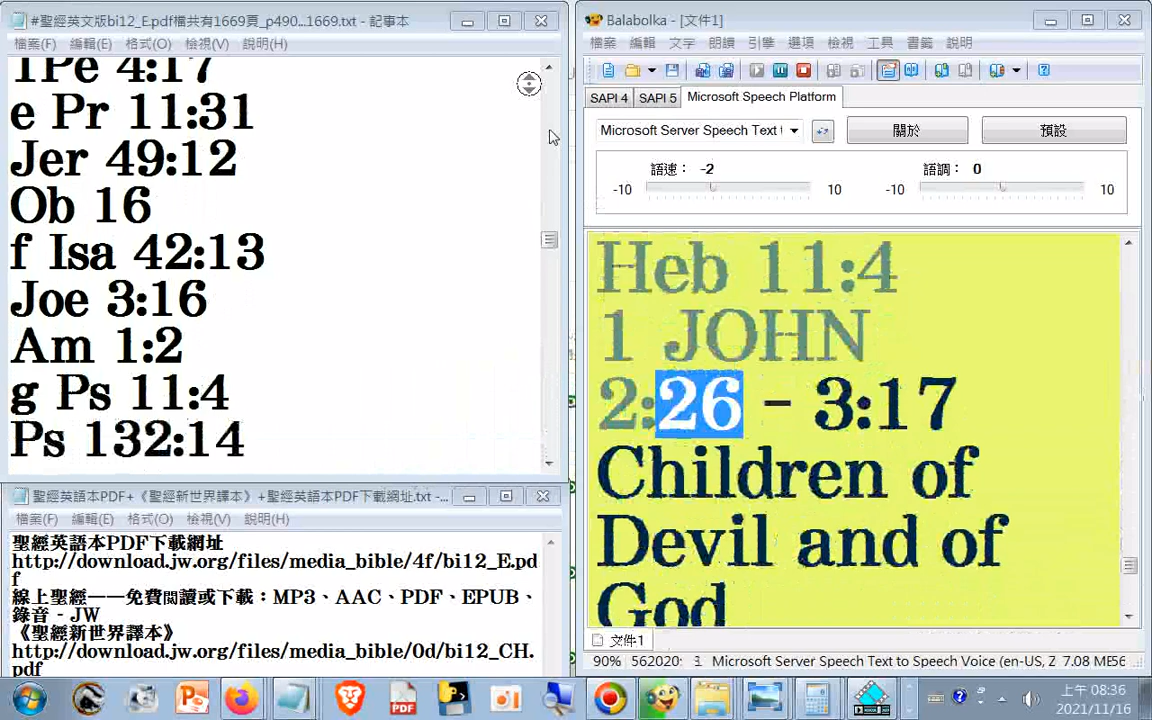 #聖經英文版bi12_E.pdf檔共有1669頁_p490...1669.txt - 記事本
檔案(F) 編輯(E) 格式(O) 檢視(V) 說明(H)
1Pe 4:17
e Pr 11:31
Jer 49:12
Ob 16
f Isa 42:13
Joe 3:16
Am 1:2
g Ps 11:4
Ps 132:14
聖經英語本PDF+《聖經新世界譯本》+聖經英語本PDF下載網址.txt -...
檔案(F) 編輯(E) 格式(O) 檢視(V) 說明(H)
聖經英語本PDF下載網址
http://download.jw.org/files/media_bible/4f/bi12_E.pd
f
線上聖經——免費閱讀或下載：MP3、AAC、PDF、EPUB、
錄音 - JW
《聖經新世界譯本》
http://download.jw.org/files/media_bible/0d/bi12_CH.
pdf
Balabolka - [文件1]
檔案 編輯 文字 朗讀 引擎 選項 檢視 工具 書籤 說明
SAPI 4 SAPI 5 Microsoft Speech Platform
Microsoft Server Speech Text t 關於 預設
語速： -2 語調： 0
-10 10 -10 10
Heb 11:4
1 JOHN
2:26 - 3:17
Children of
Devil and of
God
文件1
90% 562020: 1 Microsoft Server Speech Text to Speech Voice (en-US, Z 7.08 ME56
PDF
上午 08:36
2021/11/16